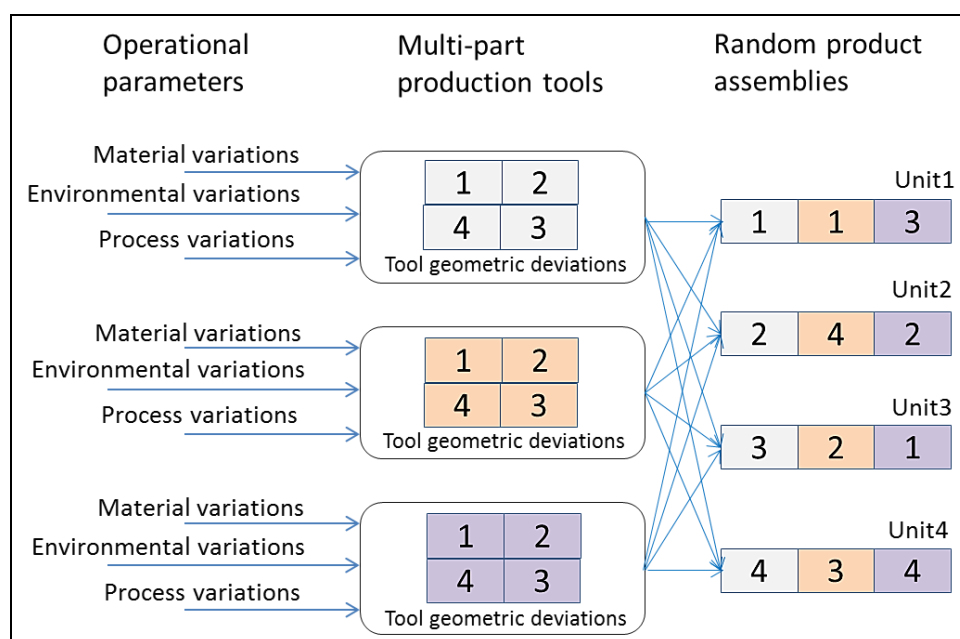 Operational
parameters
Multi-part
production tools
Random product
assemblies
Material variations
Environmental variations
Process variations
1 2
4 3
Tool geometric deviations
Material variations
Environmental variations
Process variations
1 2
4 3
Tool geometric deviations
Material variations
Environmental variations
Process variations
1 2
4 3
Tool geometric deviations
Unit1
1 1 3
Unit2
2 4 2
Unit3
3 2 1
Unit4
4 3 4